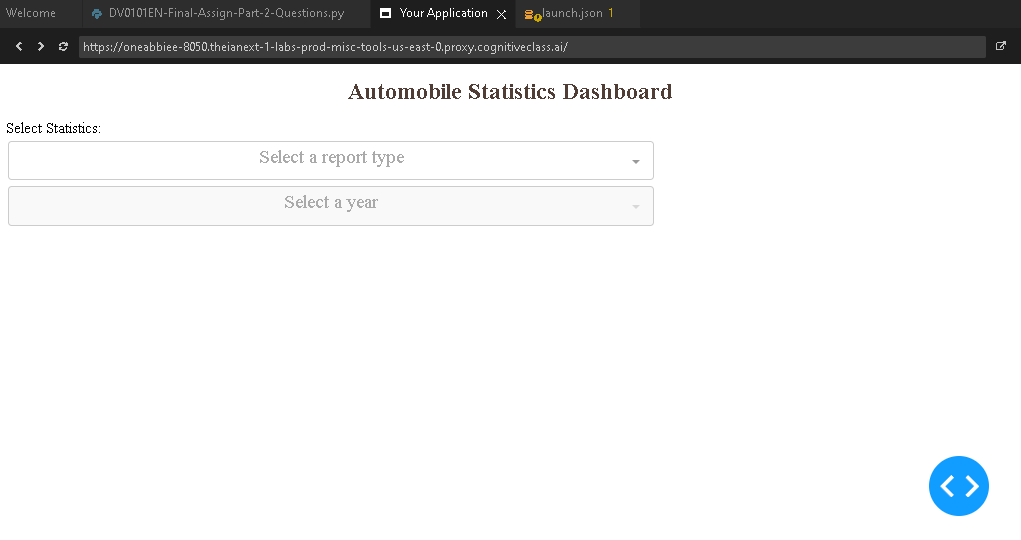 Welcome
DV0101EN-Final-Assign-Part-2-Questions.py
Your Application
launch.json 1
https://oneabbiee-8050.theianext-1-labs-prod-misc-tools-us-east-0.proxy.cognitiveclass.ai/
Automobile Statistics Dashboard
Select Statistics:
Select a report type
Select a year